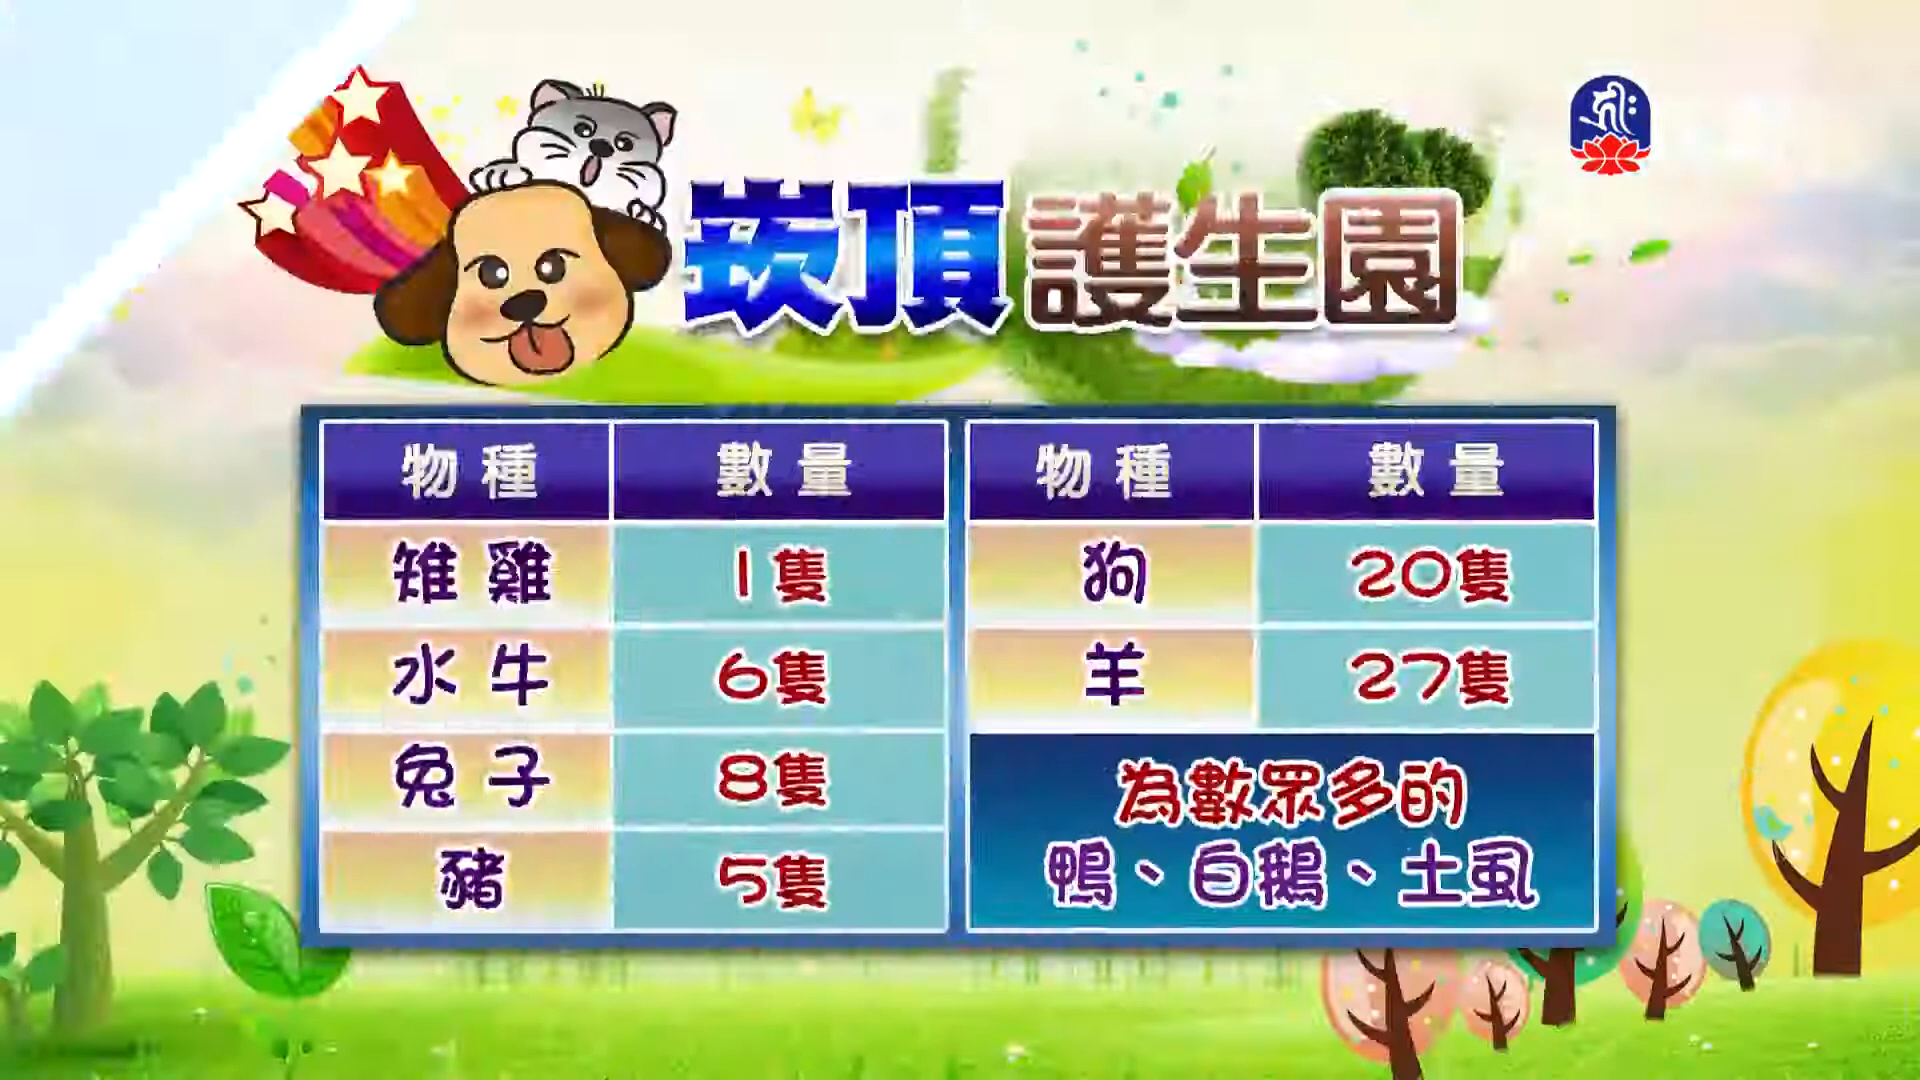 崁頂護生園
物種 數量 物種 數量
雉雞 1隻 狗 20隻
水牛 6隻 羊 27隻
兔子 8隻
豬 5隻
為數眾多的
鴨、白鵝、土虱